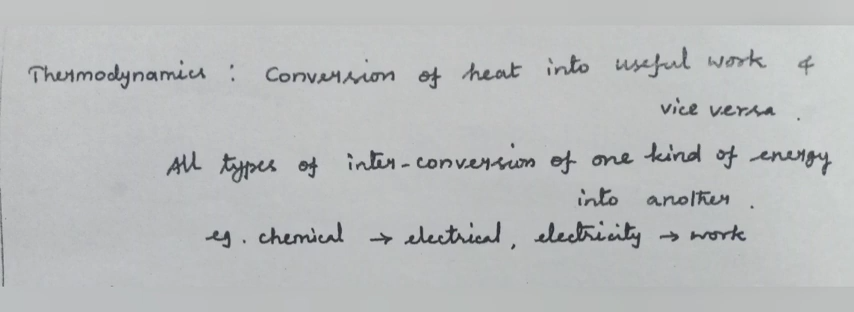 Thermodynamics : Conversion of heat into useful work &
vice versa .
All types of inter-conversion of one kind of energy
into another .
eg. chemical → electrical, electricity → work